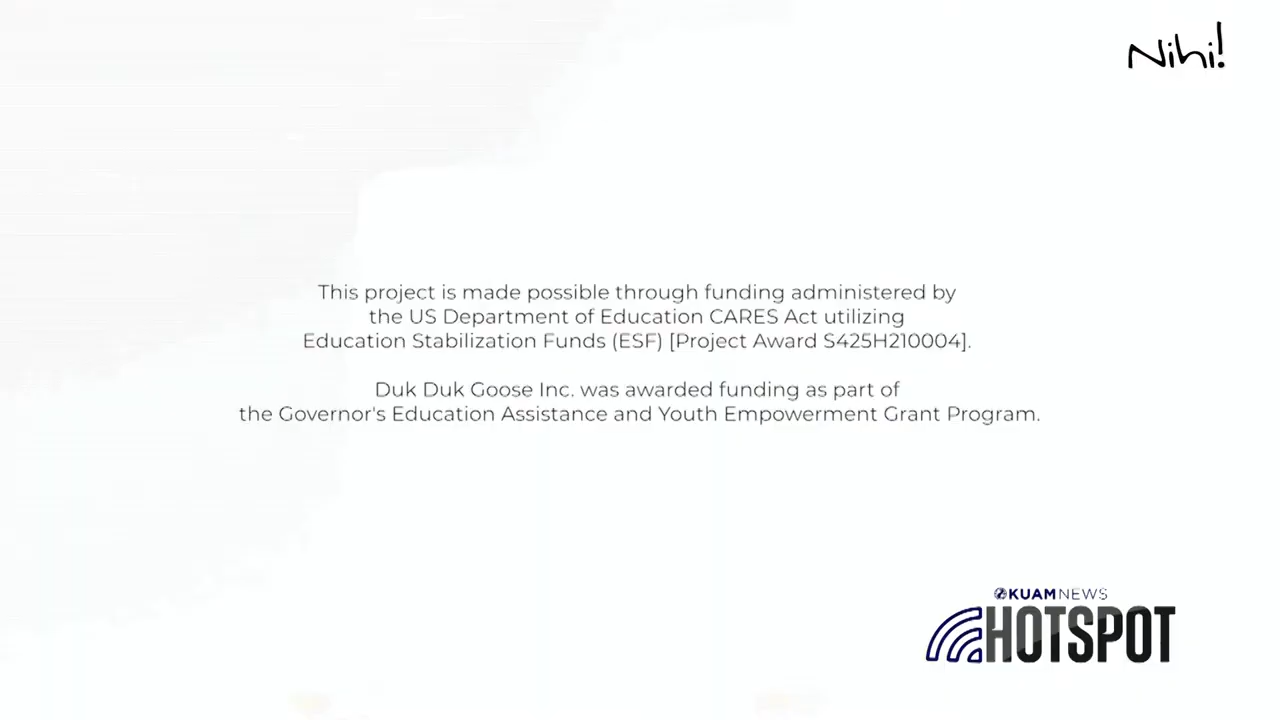 Nihi!
This project is made possible through funding administered by
the US Department of Education CARES Act utilizing
Education Stabilization Funds (ESF) [Project Award S425H210004].
Duk Duk Goose Inc. was awarded funding as part of
the Governor's Education Assistance and Youth Empowerment Grant Program.
KUAM NEWS
HOTSPOT